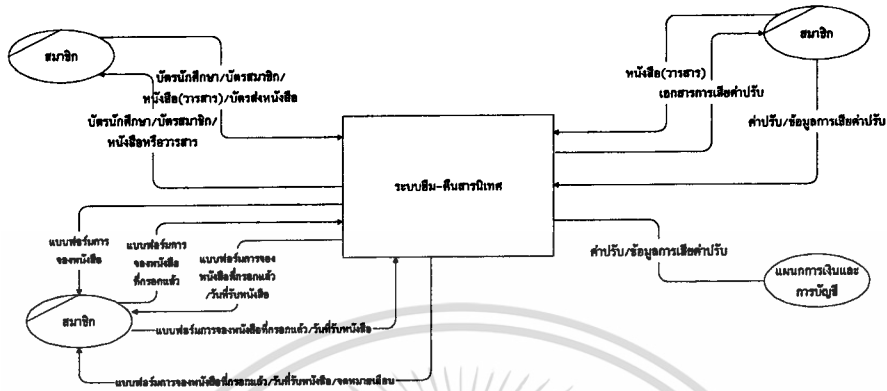 สมาชิก
สมาชิก
บัตรนักศึกษา/บัตรสมาชิก/
หนังสือ(วารสาร)/บัตรส่งหนังสือ
บัตรนักศึกษา/บัตรสมาชิก/
หนังสือหรือวารสาร
หนังสือ(วารสาร)
เอกสารการเสียค่าปรับ
ค่าปรับ/ข้อมูลการเสียค่าปรับ
ระบบยืม-คืนสารนิเทศ
แบบฟอร์มการ
จองหนังสือ
แบบฟอร์มการ
จองหนังสือ
ที่กรอกแล้ว
แบบฟอร์มการจอง
หนังสือที่กรอกแล้ว
/วันที่รับหนังสือ
ค่าปรับ/ข้อมูลการเสียค่าปรับ
แผนกการเงินและ
การบัญชี
สมาชิก
แบบฟอร์มการจองหนังสือที่กรอกแล้ว/วันที่รับหนังสือ
แบบฟอร์มการจองหนังสือที่กรอกแล้ว/วันที่รับหนังสือ/จดหมายเตือน